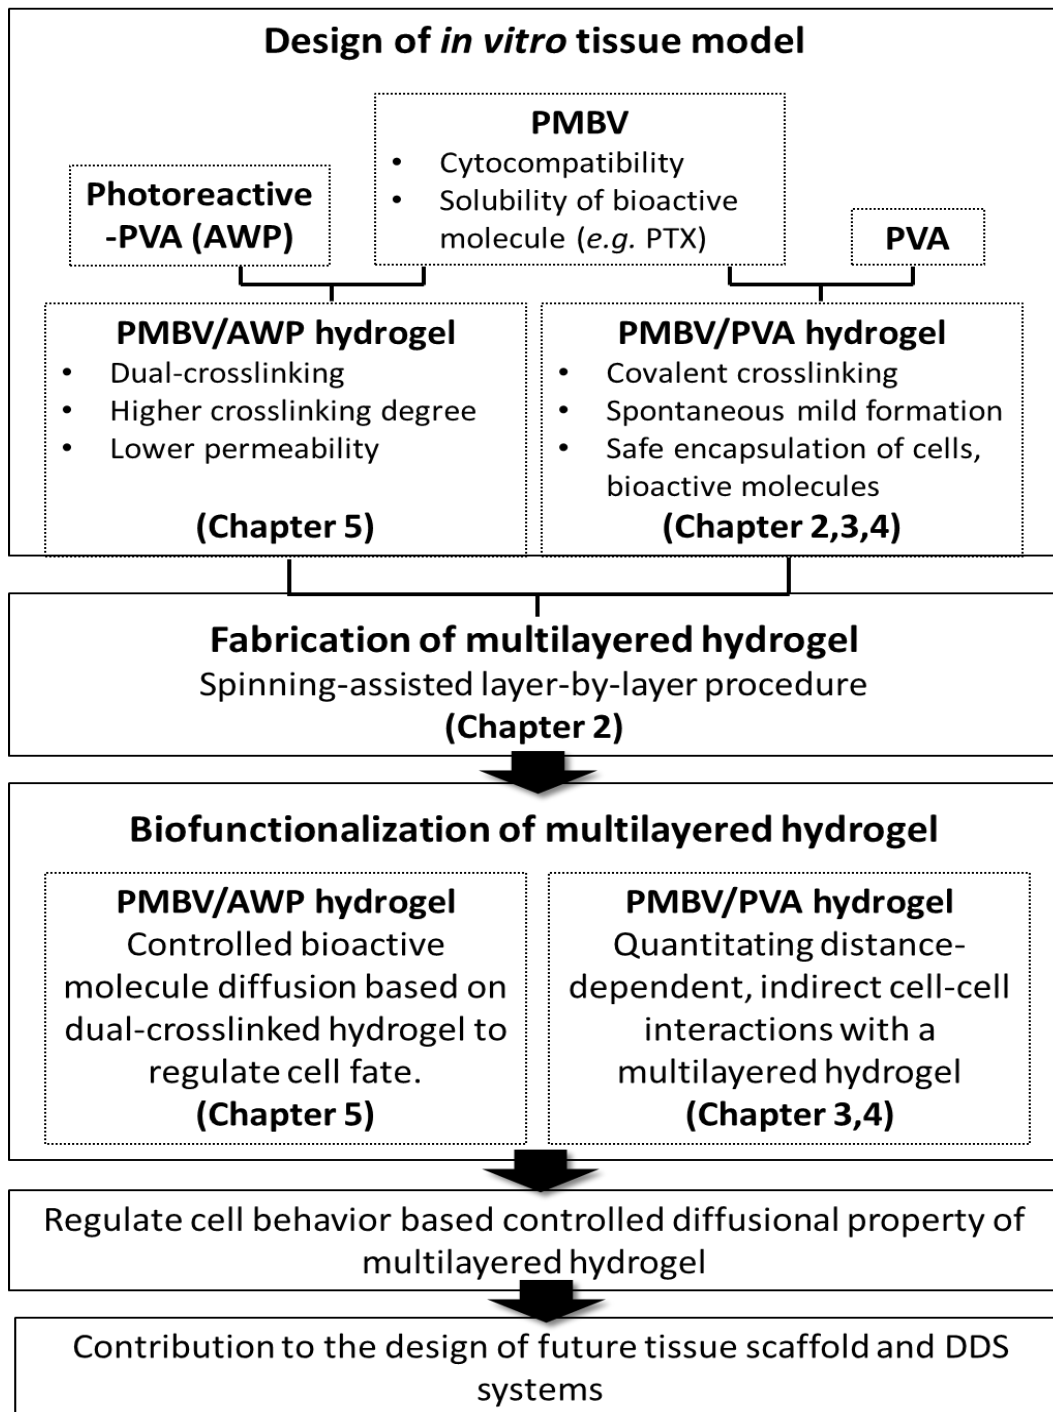 Design of in vitro tissue model
PMBV
• Cytocompatibility
• Solubility of bioactive
molecule (e.g. PTX)
Photoreactive
-PVA (AWP)
PVA
PMBV/AWP hydrogel
• Dual-crosslinking
• Higher crosslinking degree
• Lower permeability
(Chapter 5)
PMBV/PVA hydrogel
• Covalent crosslinking
• Spontaneous mild formation
• Safe encapsulation of cells,
bioactive molecules
(Chapter 2,3,4)
Fabrication of multilayered hydrogel
Spinning-assisted layer-by-layer procedure
(Chapter 2)
Biofunctionalization of multilayered hydrogel
PMBV/AWP hydrogel
Controlled bioactive
molecule diffusion based on
dual-crosslinked hydrogel to
regulate cell fate.
(Chapter 5)
PMBV/PVA hydrogel
Quantitating distance-
dependent, indirect cell-cell
interactions with a
multilayered hydrogel
(Chapter 3,4)
Regulate cell behavior based controlled diffusional property of
multilayered hydrogel
Contribution to the design of future tissue scaffold and DDS
systems